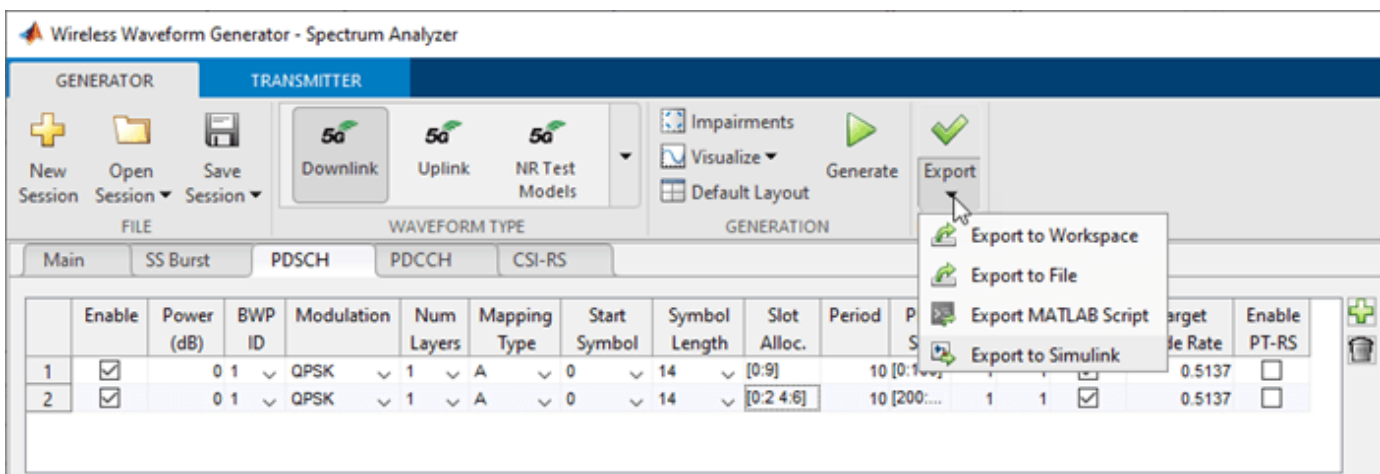 Wireless Waveform Generator - Spectrum Analyzer
GENERATOR TRANSMITTER
New Session
Open Session
Save Session
5G Downlink
5G Uplink
5G NR Test Models
Impairments
Visualize
Default Layout
Generate
Export
FILE WAVEFORM TYPE GENERATION
Export to Workspace
Export to File
Export MATLAB Script
Export to Simulink
Main SS Burst PDSCH PDCCH CSI-RS
Enable Power (dB) BWP ID Modulation Num Layers Mapping Type Start Symbol Symbol Length Slot Alloc. Period Enable PT-RS
1 0 1 QPSK 1 A 0 14 [0:9] 10 1 1 0.5137
2 0 1 QPSK 1 A 0 14 [0:2 4:6] 10 [200:... 1 1 0.5137